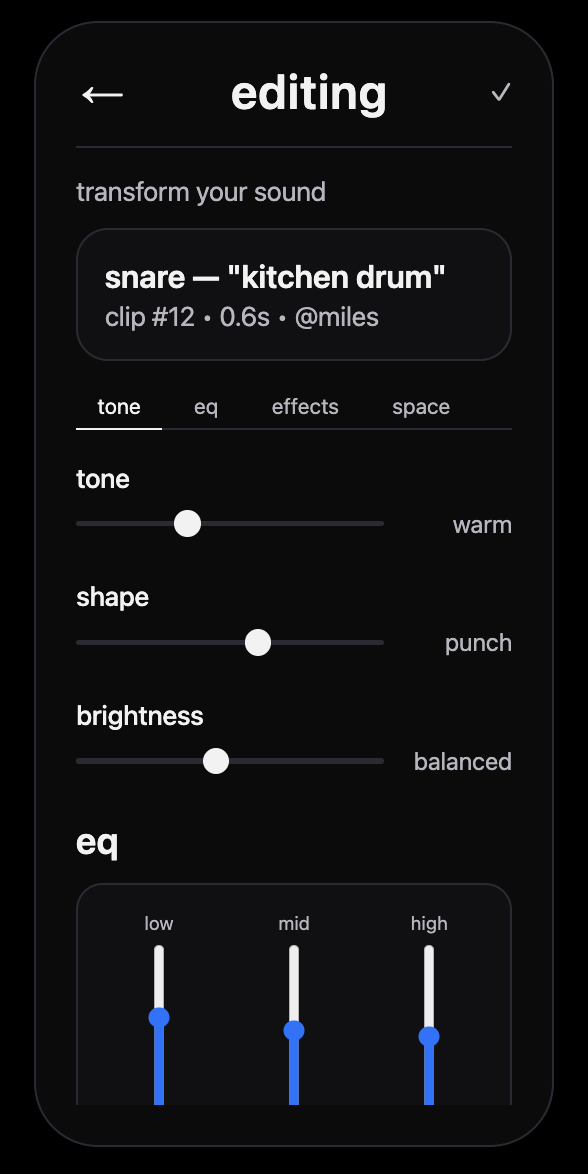 ← editing ✓
transform your sound
snare — "kitchen drum"
clip #12 • 0.6s • @miles
tone eq effects space
tone
warm
shape
punch
brightness
balanced
eq
low mid high